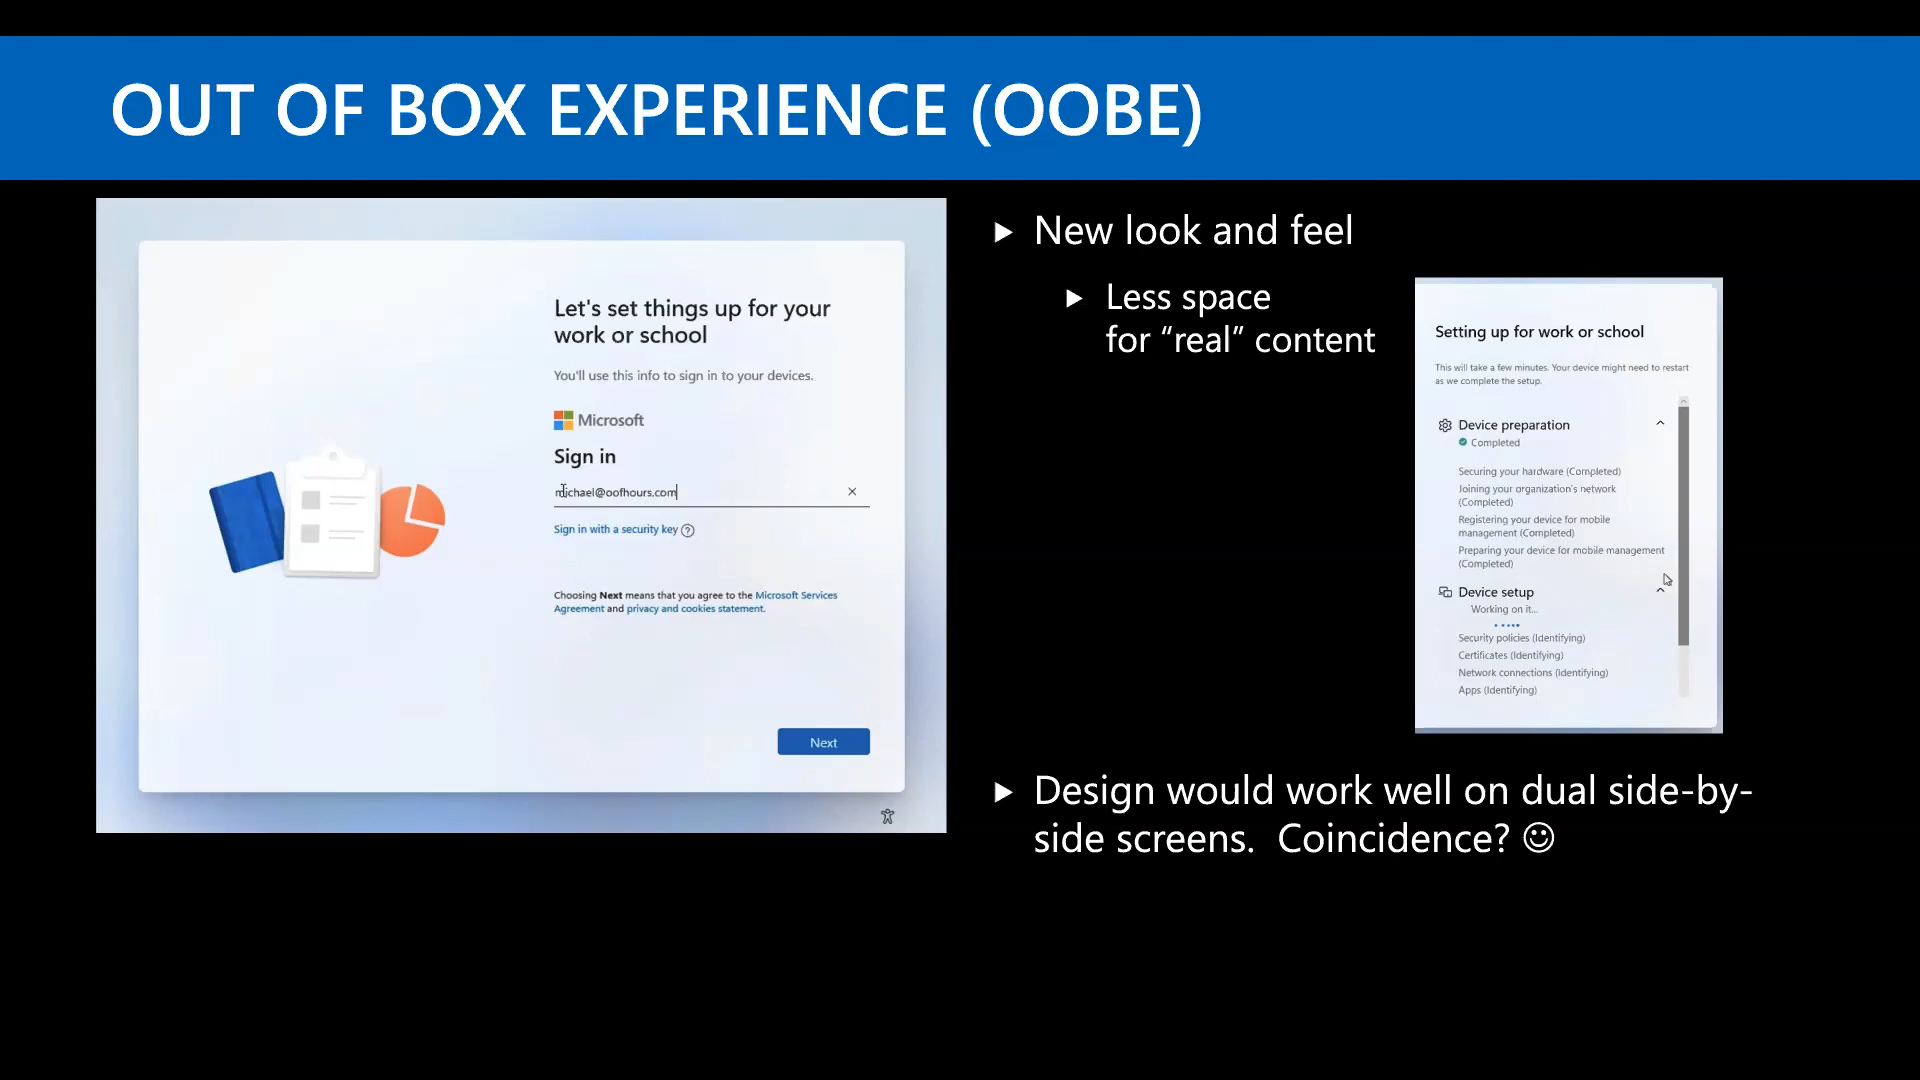 OUT OF BOX EXPERIENCE (OOBE)
Let's set things up for your
work or school
You'll use this info to sign in to your devices.
Microsoft
Sign in
michael@oofhours.com
Sign in with a security key
Choosing Next means that you agree to the Microsoft Services
Agreement and privacy and cookies statement.
Next
New look and feel
Less space
for “real” content
Setting up for work or school
This will take a few minutes. Your device might need to restart
as we complete the setup.
Device preparation
Completed
Securing your hardware (Completed)
Joining your organization's network
(Completed)
Registering your device for mobile
management (Completed)
Preparing your device for mobile management
(Completed)
Device setup
Working on it...
Security policies (Identifying)
Certificates (Identifying)
Network connections (Identifying)
Apps (Identifying)
Design would work well on dual side-by-
side screens.  Coincidence? ☺